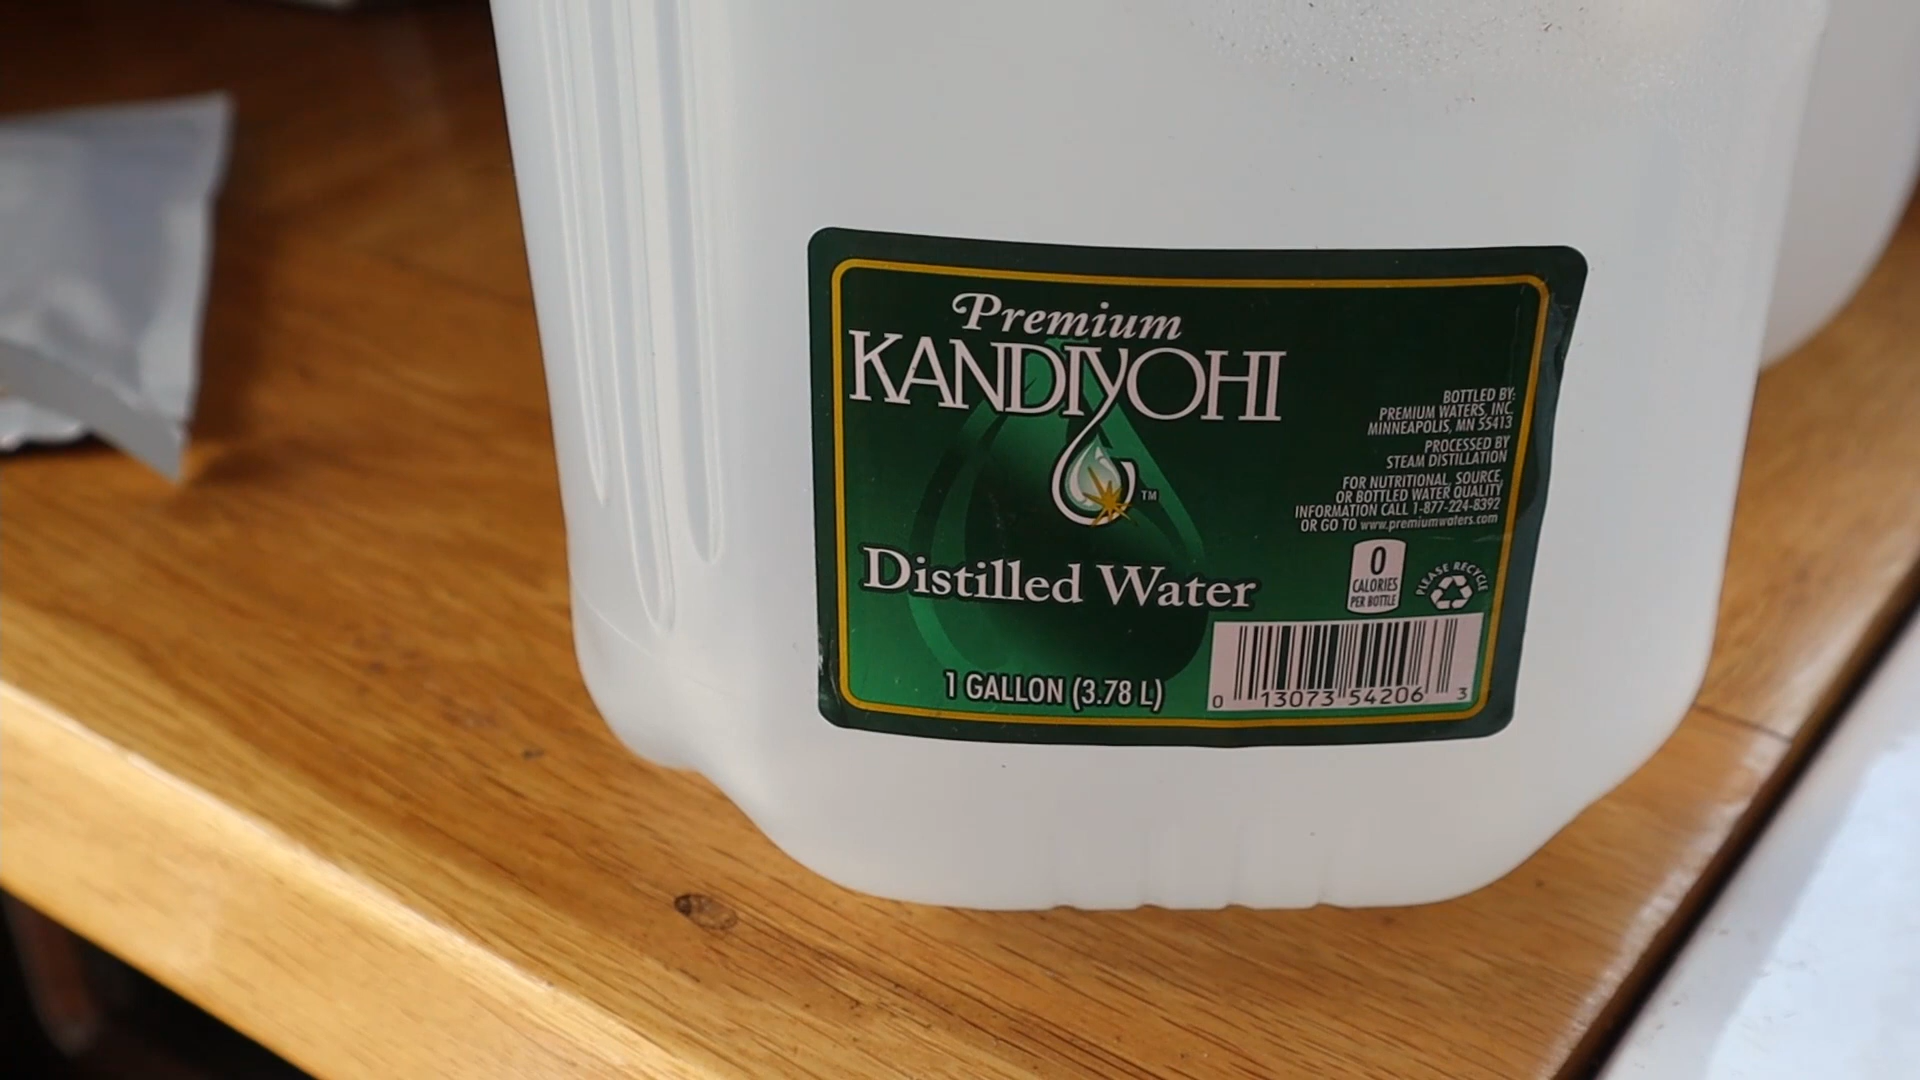 Premium
KANDIYOHI
TM
Distilled Water
1 GALLON (3.78 L)
BOTTLED BY:
PREMIUM WATERS, INC.
MINNEAPOLIS, MN 55413
PROCESSED BY
STEAM DISTILLATION
FOR NUTRITIONAL, SOURCE,
OR BOTTLED WATER QUALITY
INFORMATION CALL 1-877-224-8392
OR GO TO www.premiumwaters.com
0
CALORIES
PER BOTTLE
PLEASE RECYCLE
0 13073 54206 3